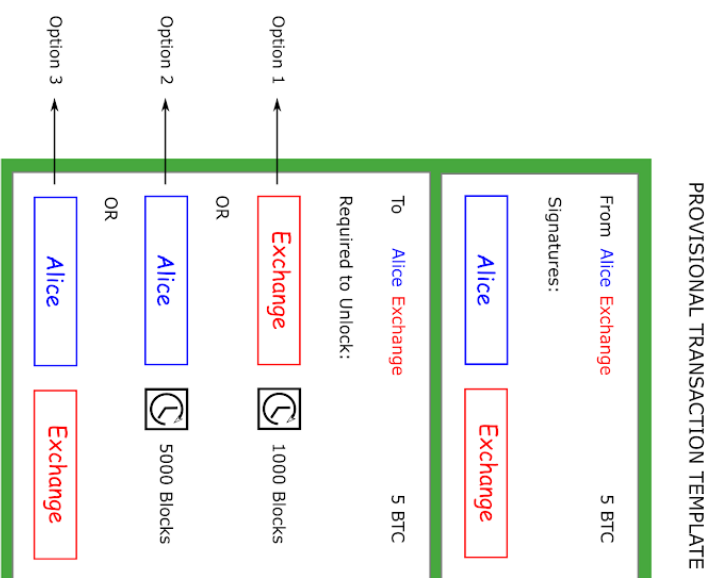 PROVISIONAL TRANSACTION TEMPLATE
From Alice Exchange 5 BTC
Signatures:
Alice Exchange
To Alice Exchange 5 BTC
Required to Unlock:
Option 1 Exchange 1000 Blocks
OR
Option 2 Alice 5000 Blocks
OR
Option 3 Alice Exchange